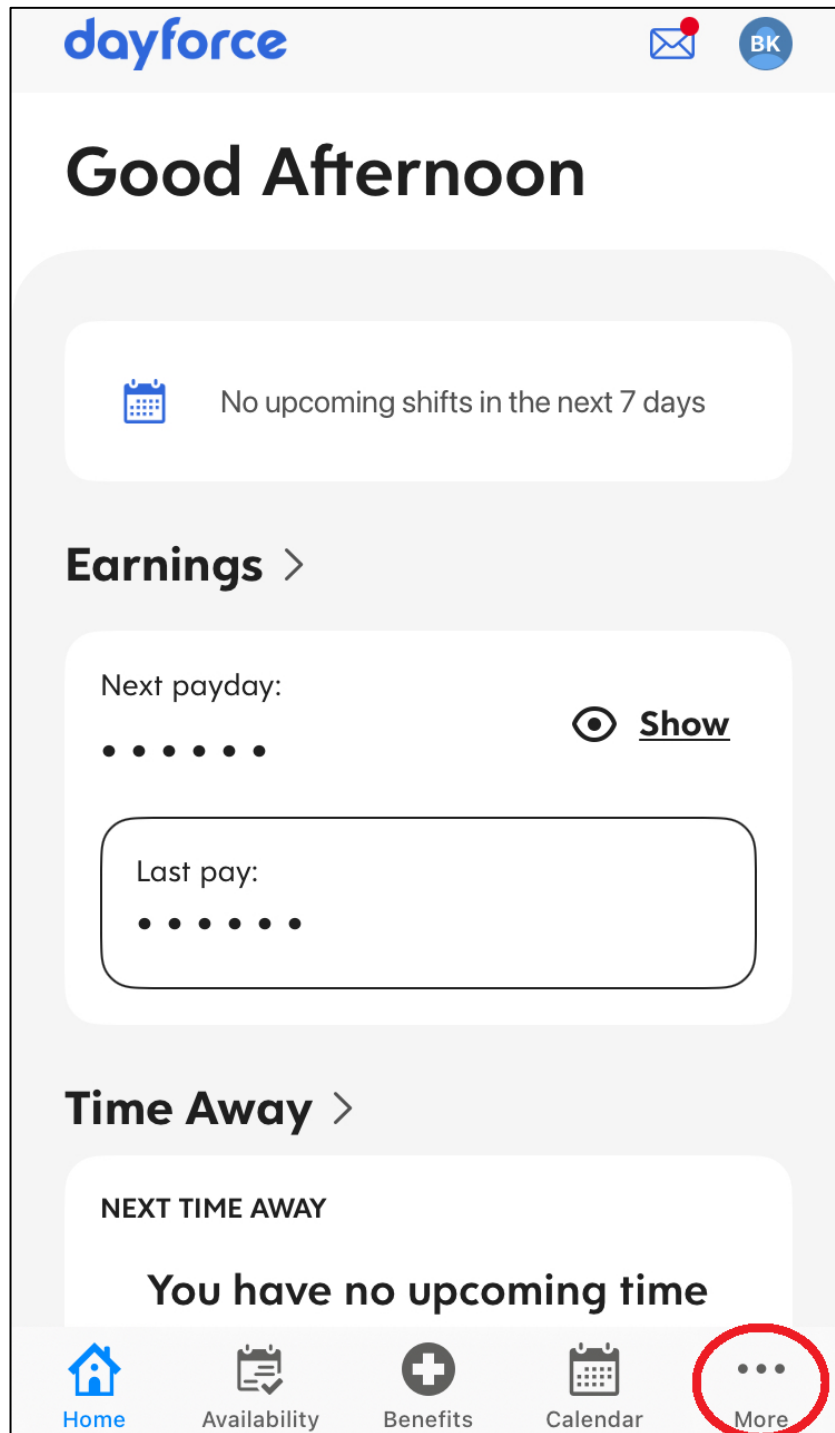 dayforce
BK
Good Afternoon
No upcoming shifts in the next 7 days
Earnings >
Next payday:
• • • • • •
Show
Last pay:
• • • • • •
Time Away >
NEXT TIME AWAY
You have no upcoming time
Home Availability Benefits Calendar More